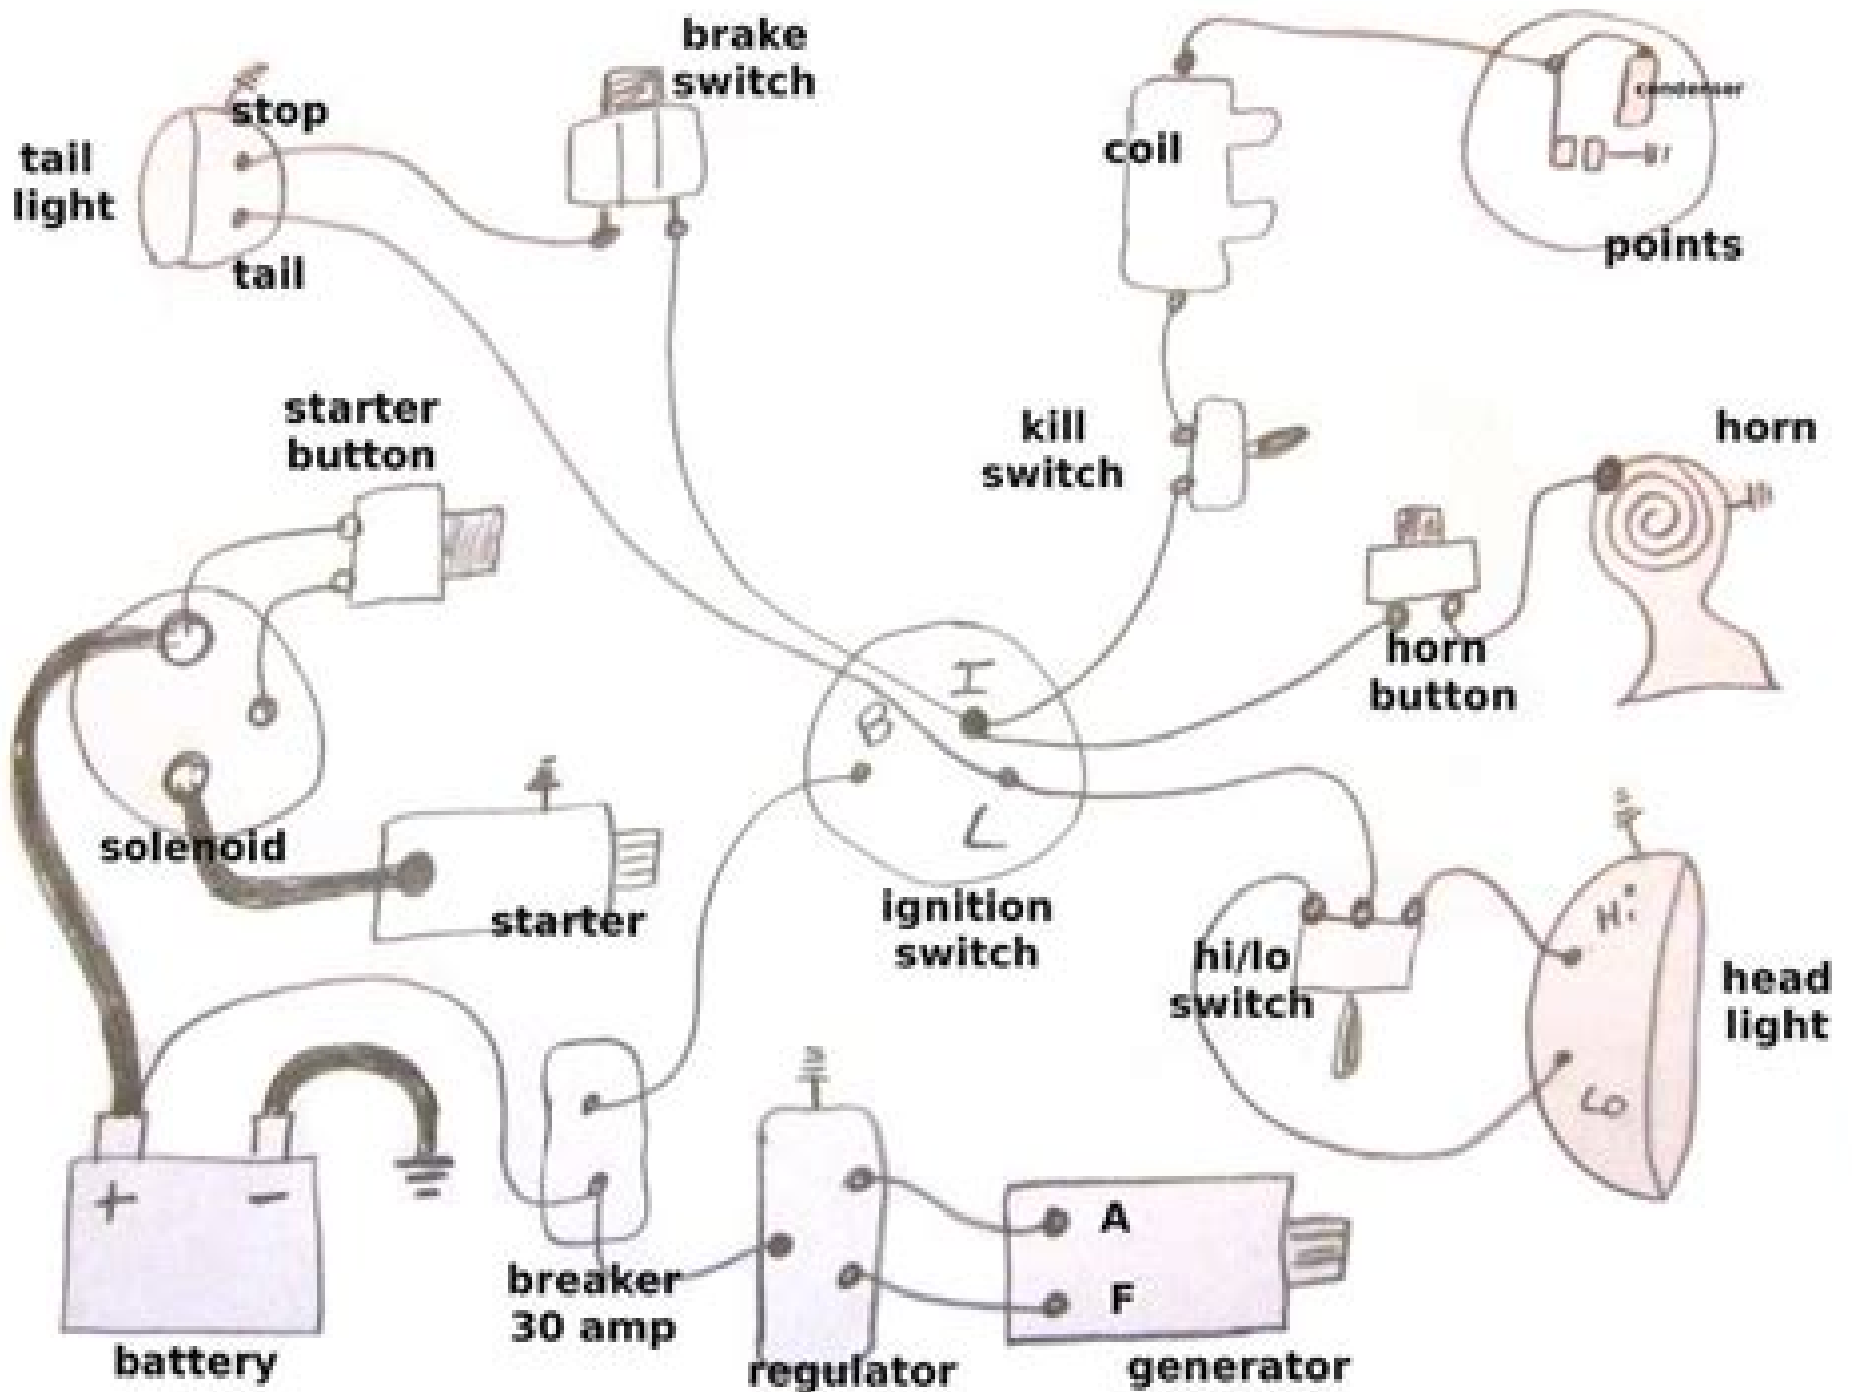 brake
switch
stop
tail
light
tail
coil
condenser
points
starter
button
kill
switch
horn
horn
button
I
B
L
solenoid
starter
ignition
switch
hi/lo
switch
Hi
head
light
Lo
+
−
A
F
breaker
30 amp
battery
regulator
generator